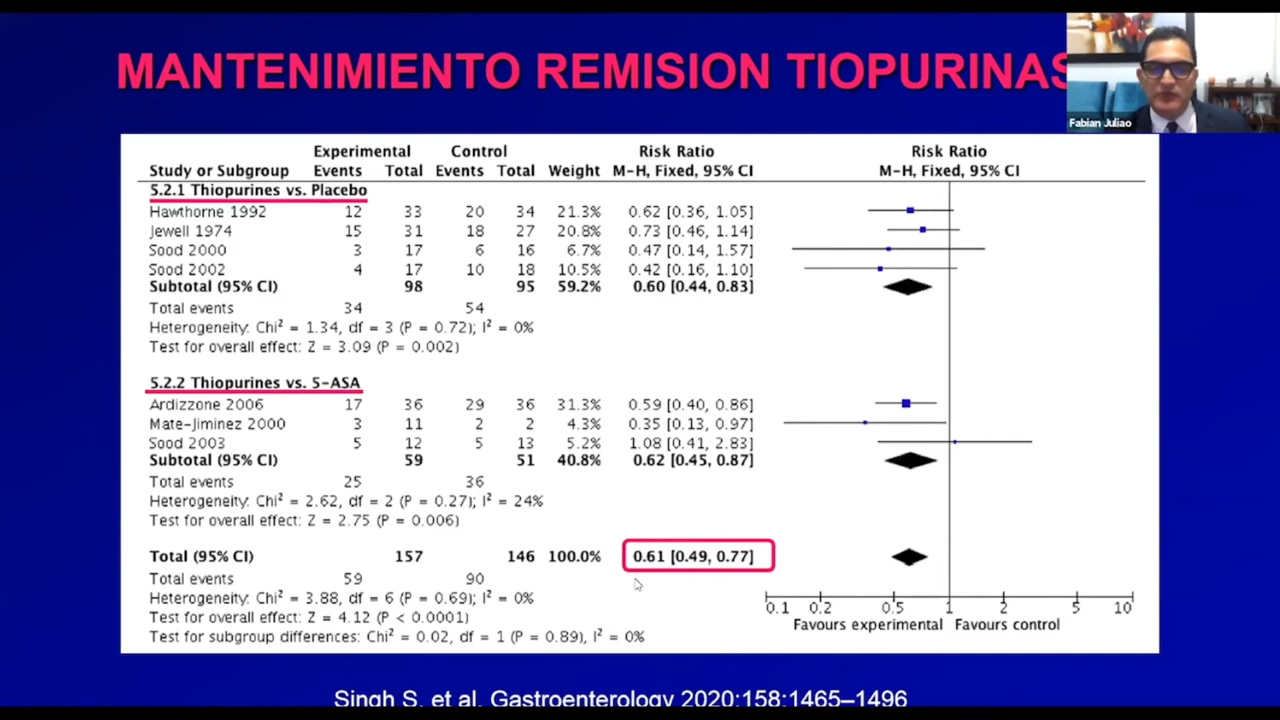 MANTENIMIENTO REMISION TIOPURINAS
Fabian Juliao
Experimental Control Risk Ratio Risk Ratio
Study or Subgroup Events Total Events Total Weight M-H, Fixed, 95% CI M-H, Fixed, 95% CI
5.2.1 Thiopurines vs. Placebo
Hawthorne 1992 12 33 20 34 21.3% 0.62 [0.36, 1.05]
Jewell 1974 15 31 18 27 20.8% 0.73 [0.46, 1.14]
Sood 2000 3 17 6 16 6.7% 0.47 [0.14, 1.57]
Sood 2002 4 17 10 18 10.5% 0.42 [0.16, 1.10]
Subtotal (95% CI) 98 95 59.2% 0.60 [0.44, 0.83]
Total events 34 54
Heterogeneity: Chi² = 1.34, df = 3 (P = 0.72); I² = 0%
Test for overall effect: Z = 3.09 (P = 0.002)
5.2.2 Thiopurines vs. 5-ASA
Ardizzone 2006 17 36 29 36 31.3% 0.59 [0.40, 0.86]
Mate-Jiminez 2000 3 11 2 2 4.3% 0.35 [0.13, 0.97]
Sood 2003 5 12 5 13 5.2% 1.08 [0.41, 2.83]
Subtotal (95% CI) 59 51 40.8% 0.62 [0.45, 0.87]
Total events 25 36
Heterogeneity: Chi² = 2.62, df = 2 (P = 0.27); I² = 24%
Test for overall effect: Z = 2.75 (P = 0.006)
Total (95% CI) 157 146 100.0% 0.61 [0.49, 0.77]
Total events 59 90
Heterogeneity: Chi² = 3.88, df = 6 (P = 0.69); I² = 0%
Test for overall effect: Z = 4.12 (P < 0.0001)
Test for subgroup differences: Chi² = 0.02, df = 1 (P = 0.89), I² = 0%
0.1 0.2 0.5 1 2 5 10
Favours experimental Favours control
Singh S, et al. Gastroenterology 2020;158:1465–1496